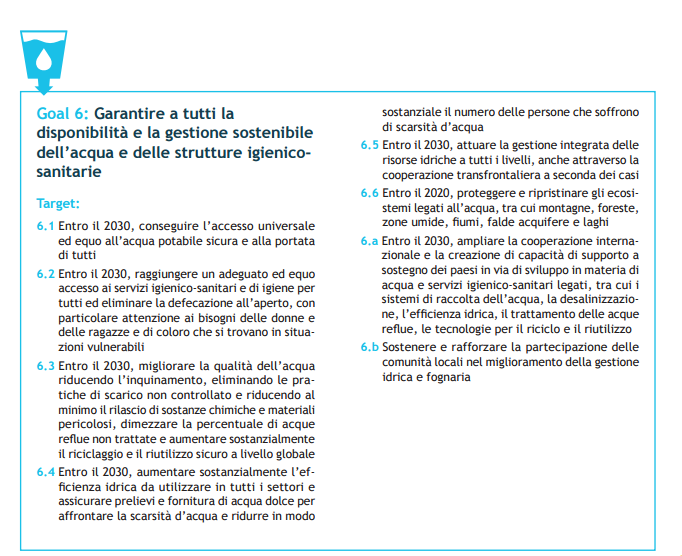 Goal 6: Garantire a tutti la
disponibilità e la gestione sostenibile
dell’acqua e delle strutture igienico-
sanitarie
Target:
6.1 Entro il 2030, conseguire l’accesso universale
ed equo all’acqua potabile sicura e alla portata
di tutti
6.2 Entro il 2030, raggiungere un adeguato ed equo
accesso ai servizi igienico-sanitari e di igiene per
tutti ed eliminare la defecazione all’aperto, con
particolare attenzione ai bisogni delle donne e
delle ragazze e di coloro che si trovano in situa-
zioni vulnerabili
6.3 Entro il 2030, migliorare la qualità dell’acqua
riducendo l’inquinamento, eliminando le pra-
tiche di scarico non controllato e riducendo al
minimo il rilascio di sostanze chimiche e materiali
pericolosi, dimezzare la percentuale di acque
reflue non trattate e aumentare sostanzialmente
il riciclaggio e il riutilizzo sicuro a livello globale
6.4 Entro il 2030, aumentare sostanzialmente l’ef-
ficienza idrica da utilizzare in tutti i settori e
assicurare prelievi e fornitura di acqua dolce per
affrontare la scarsità d’acqua e ridurre in modo
sostanziale il numero delle persone che soffrono
di scarsità d’acqua
6.5 Entro il 2030, attuare la gestione integrata delle
risorse idriche a tutti i livelli, anche attraverso la
cooperazione transfrontaliera a seconda dei casi
6.6 Entro il 2020, proteggere e ripristinare gli ecosi-
stemi legati all’acqua, tra cui montagne, foreste,
zone umide, fiumi, falde acquifere e laghi
6.a Entro il 2030, ampliare la cooperazione interna-
zionale e la creazione di capacità di supporto a
sostegno dei paesi in via di sviluppo in materia di
acqua e servizi igienico-sanitari legati, tra cui i
sistemi di raccolta dell’acqua, la desalinizzazio-
ne, l’efficienza idrica, il trattamento delle acque
reflue, le tecnologie per il riciclo e il riutilizzo
6.b Sostenere e rafforzare la partecipazione delle
comunità locali nel miglioramento della gestione
idrica e fognaria